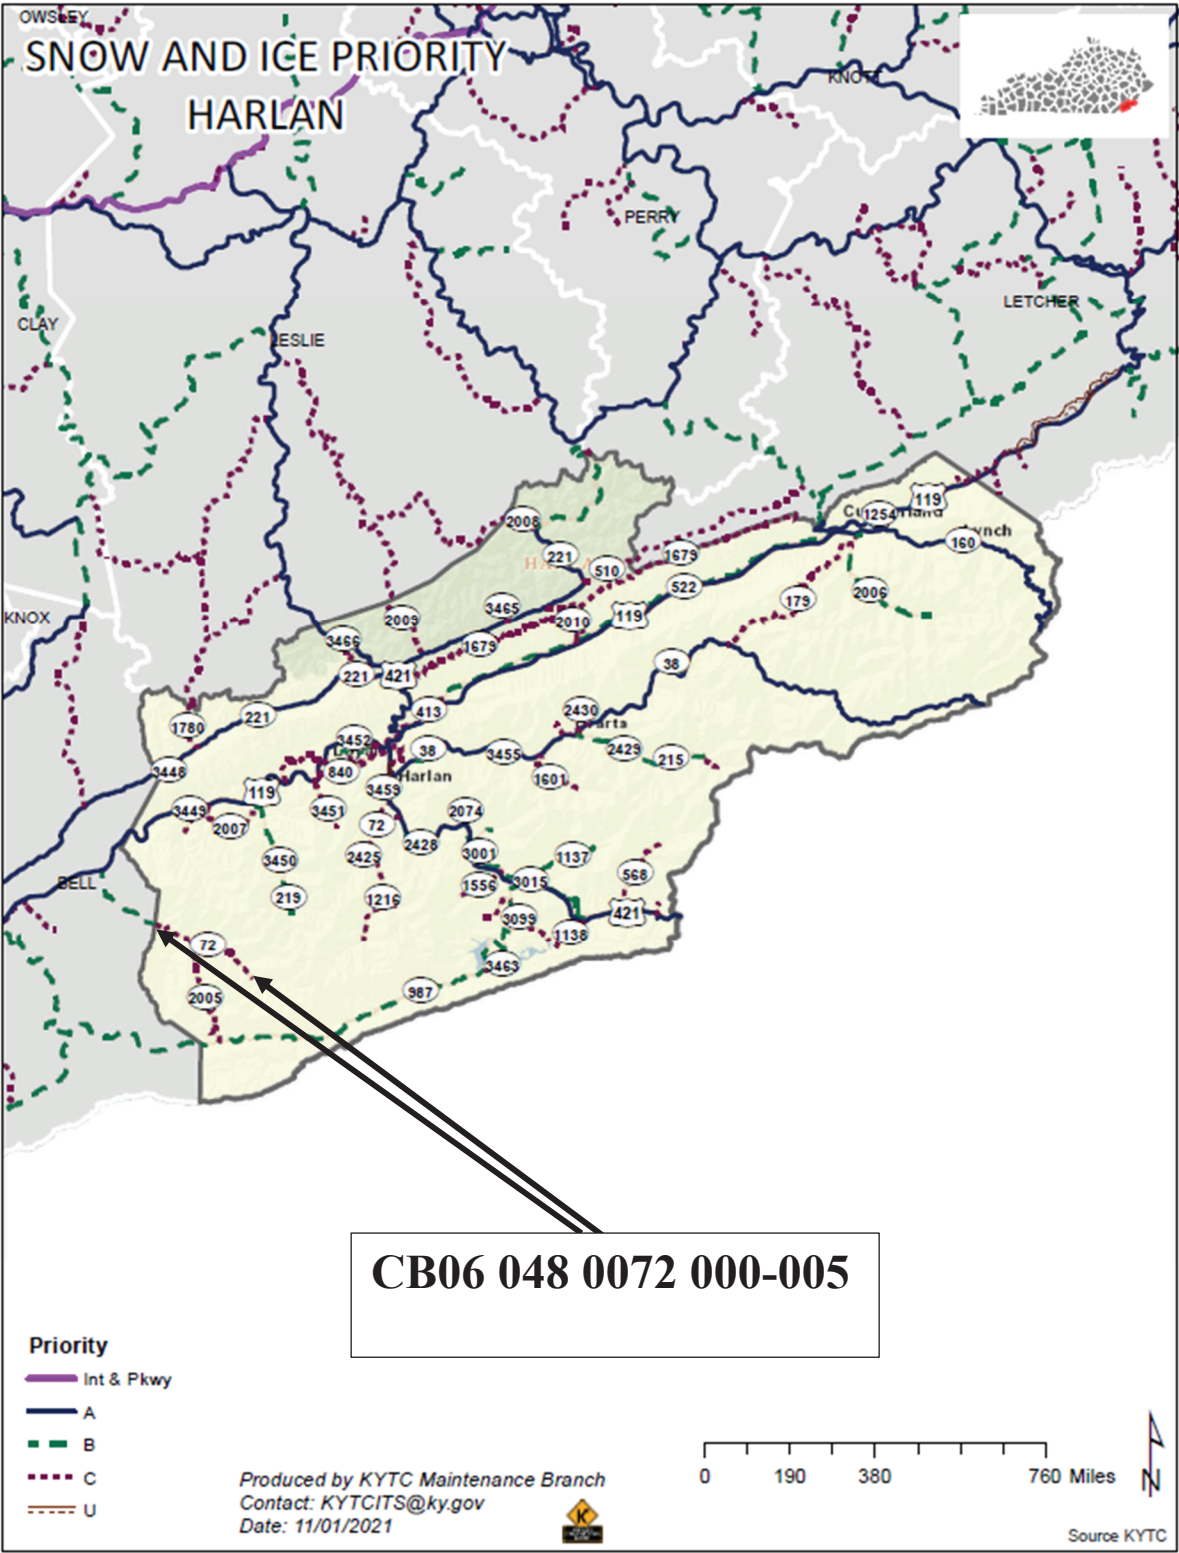 OWSLEY
SNOW AND ICE PRIORITY
HARLAN
KNOTT
PERRY
LETCHER
CLAY
LESLIE
KNOX
BELL
119
1254
Lynch
160
2008
221
510
1679
522
179
2006
2009
3465
2010
119
3466
1679
221
421
38
221
1780
413
2430
3452
38
3455
2429
215
3448
840
Harlan
1601
119
3459
3449
2007
3451
72
2074
2428
3450
2425
3001
1137
219
1216
1556
3015
568
3099
421
1138
72
3463
2005
987
CB06 048 0072 000-005
Priority
Int & Pkwy
A
B
C
U
Produced by KYTC Maintenance Branch
Contact: KYTCITS@ky.gov
Date: 11/01/2021
0 190 380 760 Miles
N
Source KYTC